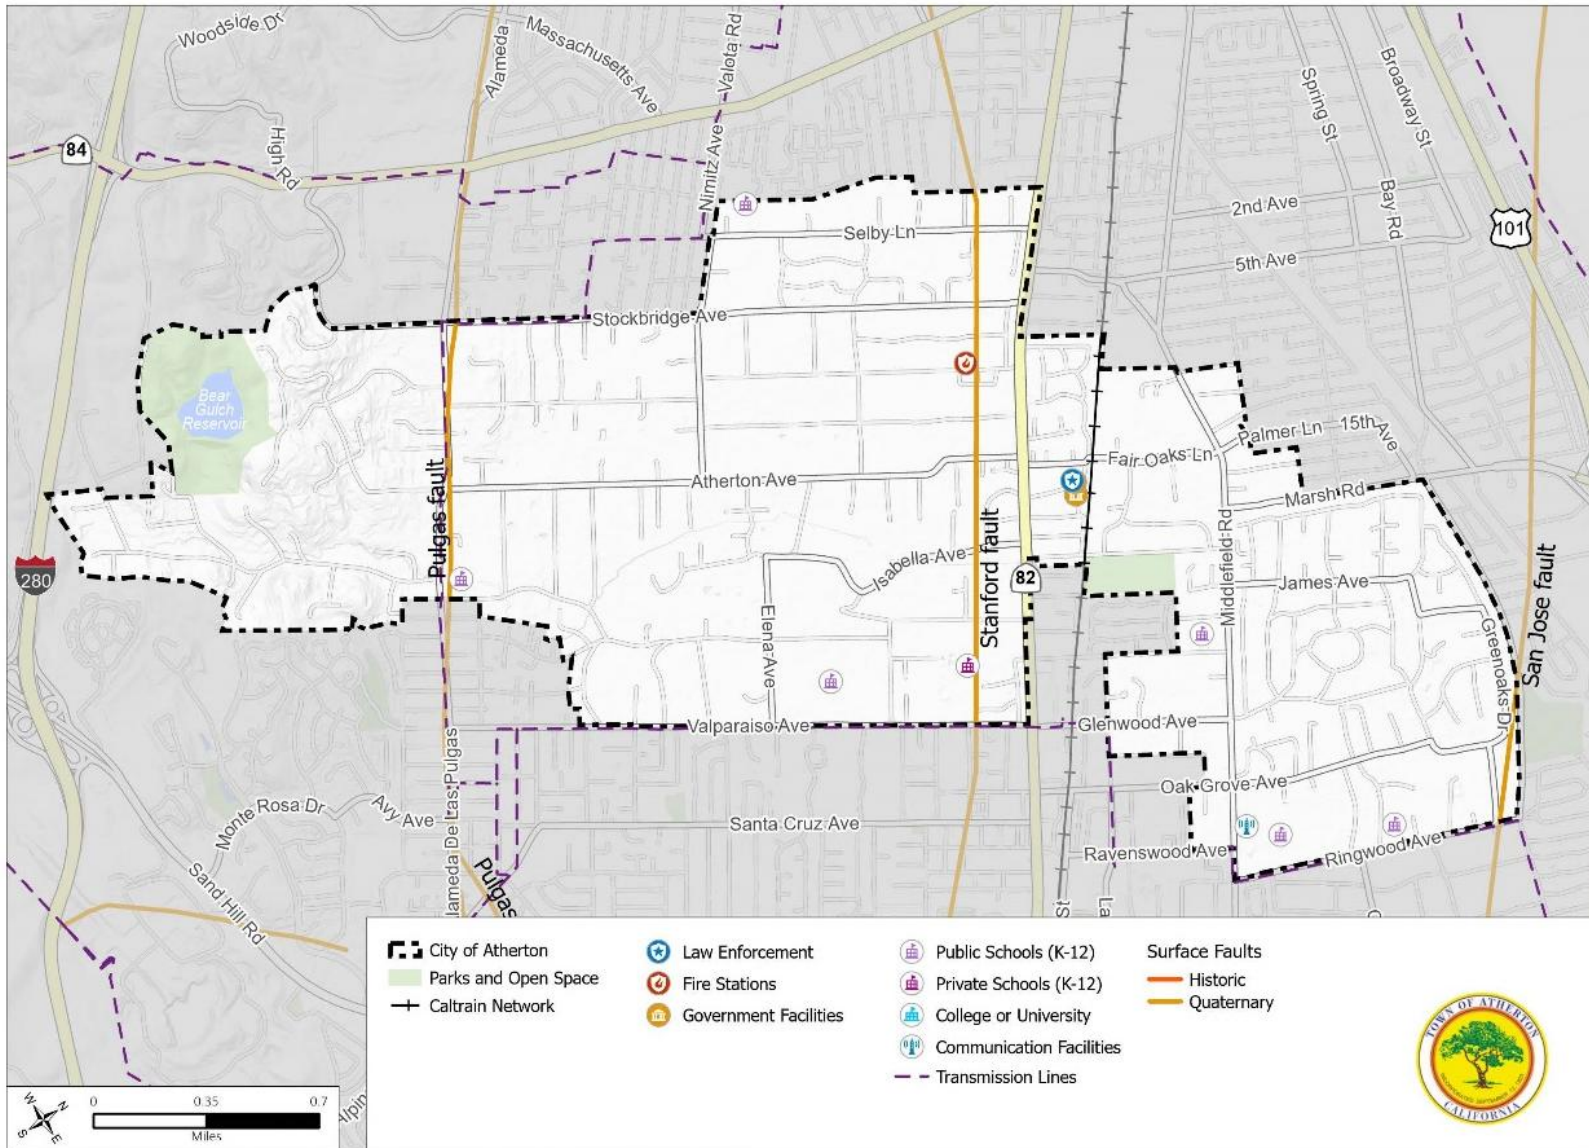 Woodside Dr
Alameda
Massachusetts Ave
Valota Rd
Spring St
Broadway St
84
High Rd
Nimitz Ave
2nd Ave
Bay Rd
101
Selby Ln
5th Ave
Stockbridge Ave
Bear
Gulch
Reservoir
Palmer Ln
15th Ave
Fair Oaks Ln
Atherton Ave
Marsh Rd
Pulgas fault
Stanford fault
Middlefield Rd
Isabella Ave
280
82
James Ave
San Jose fault
Elena Ave
Greenoaks Dr
Valparaiso Ave
Glenwood Ave
Alameda De Las Pulgas
Oak Grove Ave
Monte Rosa Dr
Avy Ave
Santa Cruz Ave
Ravenswood Ave
Ringwood Ave
Sand Hill Rd
Pulgas
St
La
City of Atherton
Parks and Open Space
Caltrain Network
Law Enforcement
Fire Stations
Government Facilities
Public Schools (K-12)
Private Schools (K-12)
College or University
Communication Facilities
Transmission Lines
Surface Faults
Historic
Quaternary
TOWN OF ATHERTON
CALIFORNIA
W N
S E
0 0.35 0.7
Miles
Alpin